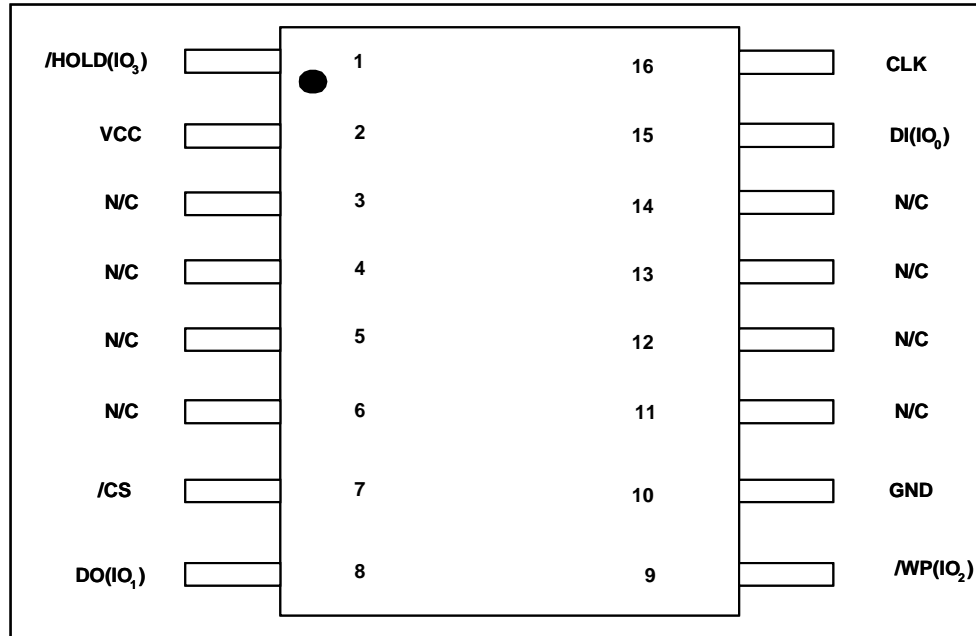 /HOLD(IO3) 1 16 CLK
VCC 2 15 DI(IO0)
N/C 3 14 N/C
N/C 4 13 N/C
N/C 5 12 N/C
N/C 6 11 N/C
/CS 7 10 GND
DO(IO1) 8 9 /WP(IO2)